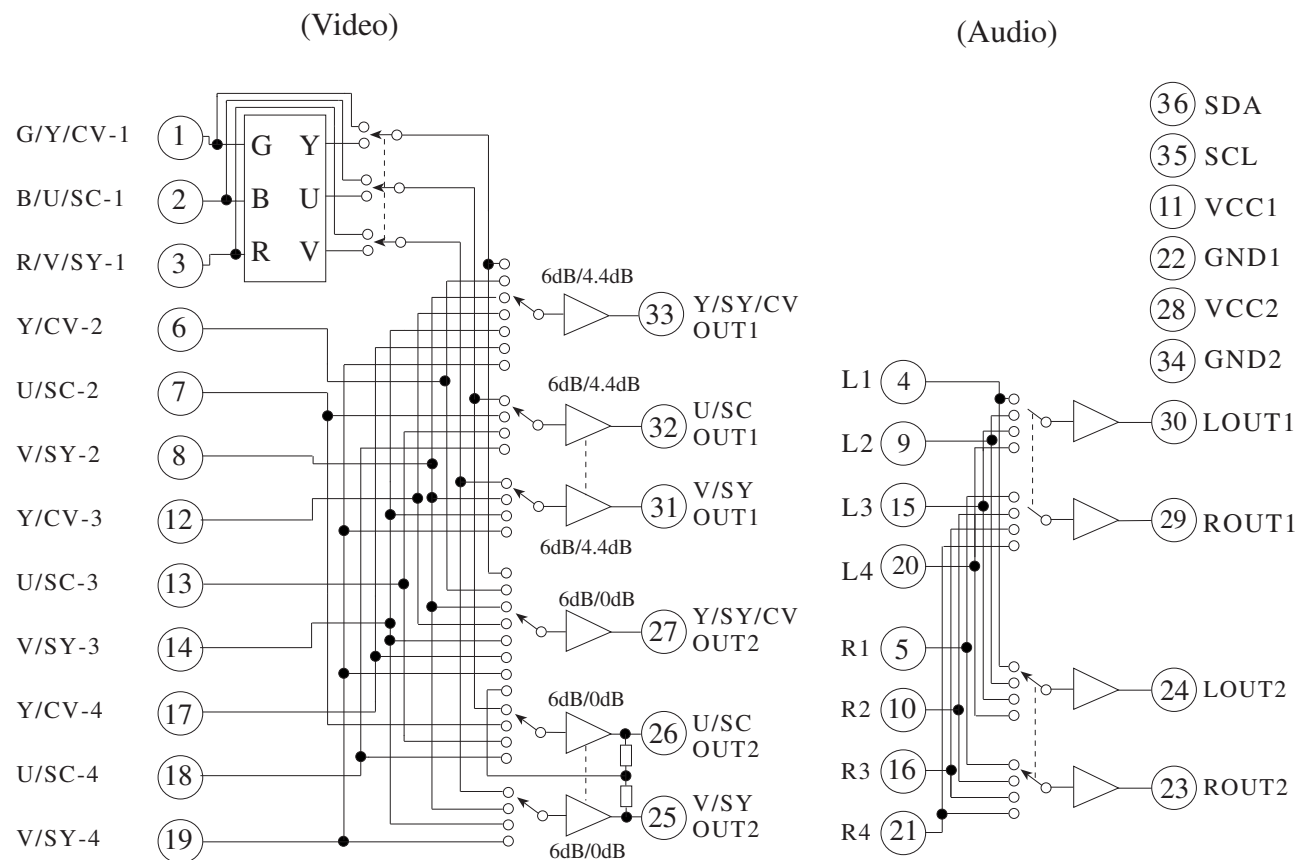 (Video)
(Audio)
G/Y/CV-1 1
B/U/SC-1 2
R/V/SY-1 3
Y/CV-2 6
U/SC-2 7
V/SY-2 8
Y/CV-3 12
U/SC-3 13
V/SY-3 14
Y/CV-4 17
U/SC-4 18
V/SY-4 19
G Y
B U
R V
6dB/4.4dB
33 Y/SY/CV
OUT1
6dB/4.4dB
32 U/SC
OUT1
31 V/SY
OUT1
6dB/4.4dB
6dB/0dB
27 Y/SY/CV
OUT2
6dB/0dB
26 U/SC
OUT2
25 V/SY
OUT2
6dB/0dB
36 SDA
35 SCL
11 VCC1
22 GND1
28 VCC2
34 GND2
L1 4
L2 9
L3 15
L4 20
R1 5
R2 10
R3 16
R4 21
30 LOUT1
29 ROUT1
24 LOUT2
23 ROUT2